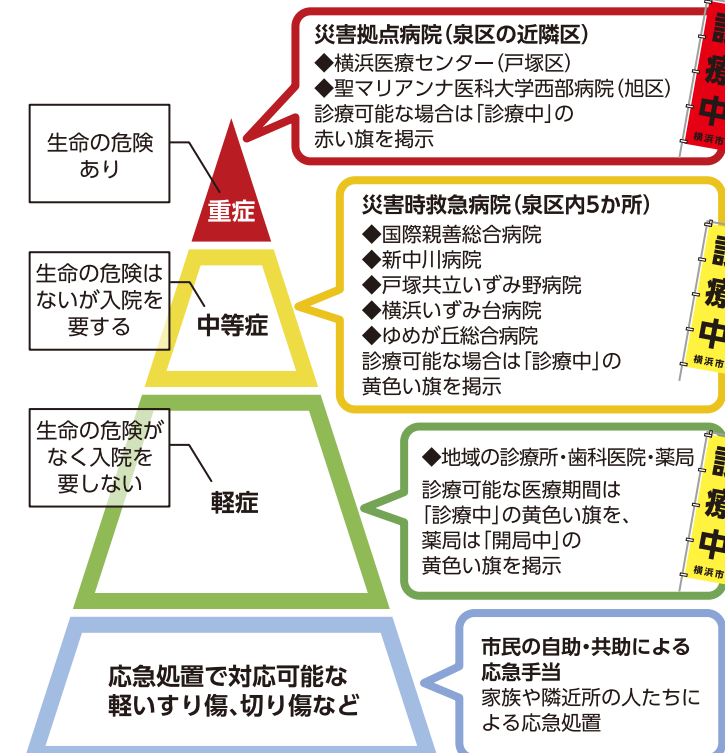 災害拠点病院（泉区の近隣区）
◆横浜医療センター（戸塚区）
◆聖マリアンナ医科大学西部病院（旭区）
診療可能な場合は「診療中」の
赤い旗を掲示
診療中
横浜市
生命の危険
あり
重症
災害時救急病院（泉区内5か所）
◆国際親善総合病院
◆新中川病院
◆戸塚共立いずみ野病院
◆横浜いずみ台病院
◆ゆめが丘総合病院
診療可能な場合は「診療中」の
黄色い旗を掲示
診療中
横浜市
生命の危険は
ないが入院を
要する
中等症
◆地域の診療所・歯科医院・薬局
診療可能な医療期間は
「診療中」の黄色い旗を、
薬局は「開局中」の
黄色い旗を掲示
診療中
横浜市
生命の危険が
なく入院を
要しない
軽症
応急処置で対応可能な
軽いすり傷、切り傷など
市民の自助・共助による
応急手当
家族や隣近所の人たちに
よる応急処置